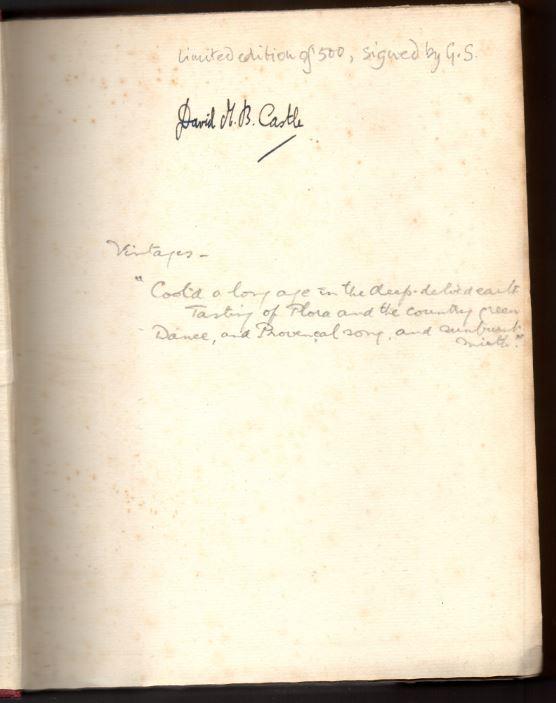 Limited edition of 500, signed by G.S.
David M. B. Castle
Vintages -
"Cool'd a long age in the deep-delved earth
Tasting of Flora and the country green
Dance, and Provençal song, and sunburnt
mirth."